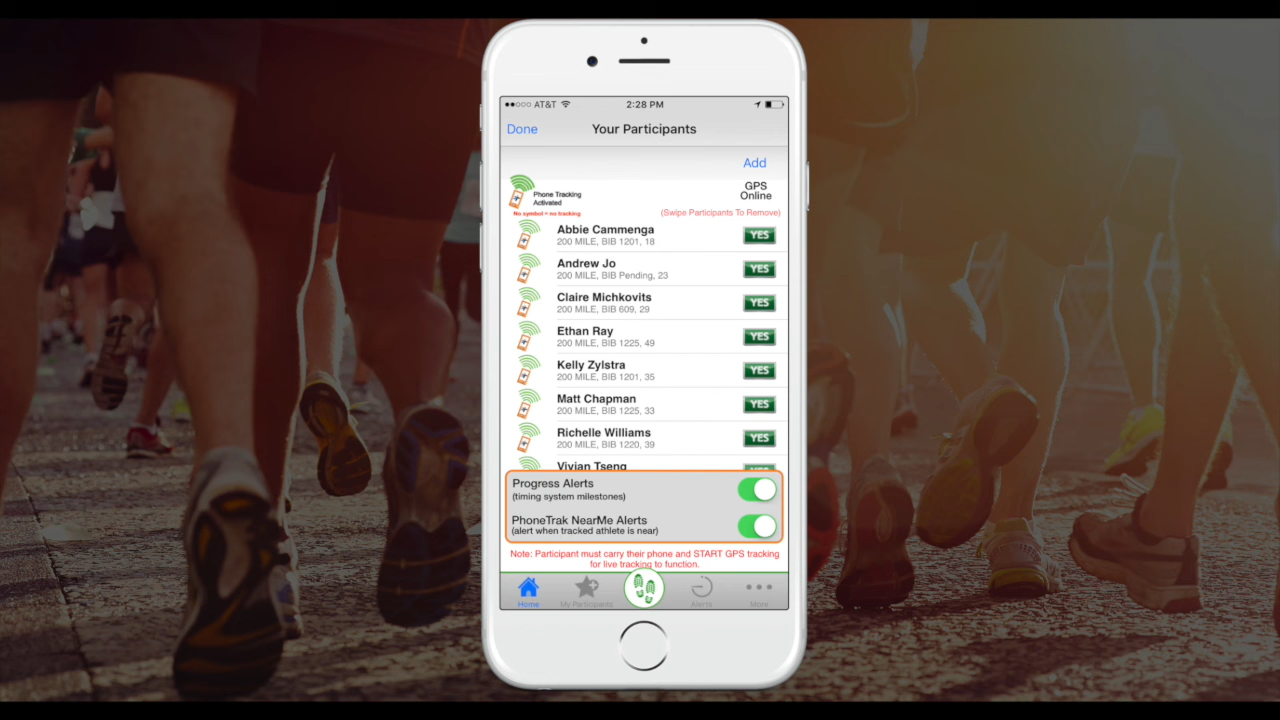 AT&T 2:28 PM
Done Your Participants
Add
Phone Tracking
Activated
No symbol = no tracking
GPS
Online
(Swipe Participants To Remove)
Abbie Cammenga YES
200 MILE, BIB 1201, 18
Andrew Jo YES
200 MILE, BIB Pending, 23
Claire Michkovits YES
200 MILE, BIB 609, 29
Ethan Ray YES
200 MILE, BIB 1225, 49
Kelly Zylstra YES
200 MILE, BIB 1201, 35
Matt Chapman YES
200 MILE, BIB 1225, 33
Richelle Williams YES
200 MILE, BIB 1220, 39
Vivian Tseng YES
Progress Alerts
(timing system milestones)
PhoneTrak NearMe Alerts
(alert when tracked athlete is near)
Note: Participant must carry their phone and START GPS tracking
for live tracking to function.
Home My Participants Alerts More